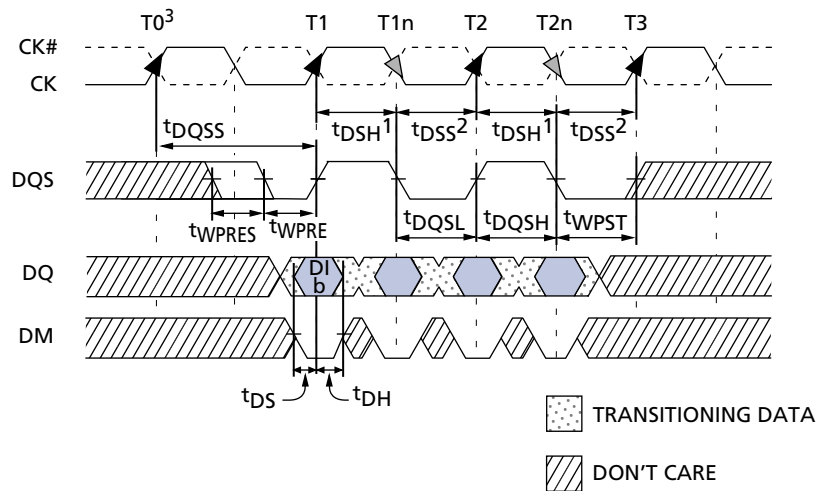 T0³ T1 T1n T2 T2n T3
CK#
CK
tDSH¹ tDSS² tDSH¹ tDSS²
tDQSS
DQS
tDQSL tDQSH tWPST
tWPRES tWPRE
DQ
DI
b
DM
tDS tDH
TRANSITIONING DATA
DON'T CARE